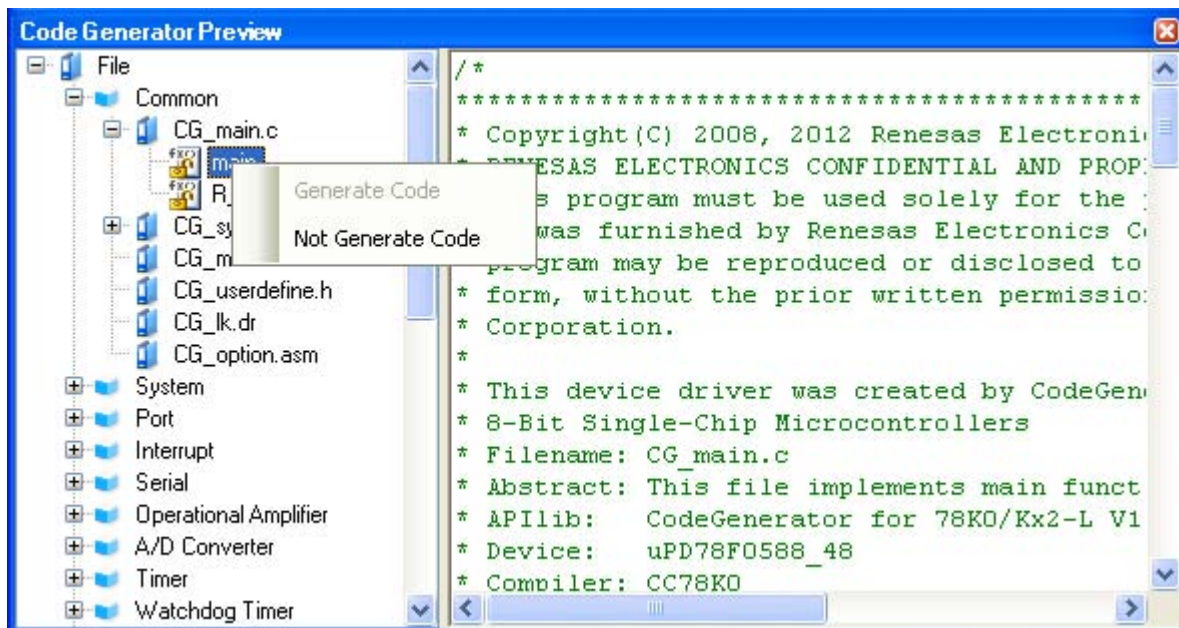 Code Generator Preview
File
Common
CG_main.c
main
R_
CG_sy
CG_m
CG_userdefine.h
CG_lk.dr
CG_option.asm
System
Port
Interrupt
Serial
Operational Amplifier
A/D Converter
Timer
Watchdog Timer
Generate Code
Not Generate Code
/*
*******************************************
* Copyright(C) 2008, 2012 Renesas Electroni
* RENESAS ELECTRONICS CONFIDENTIAL AND PROP
s program must be used solely for the
was furnished by Renesas Electronics C
program may be reproduced or disclosed to
* form, without the prior written permissio
* Corporation.
*
* This device driver was created by CodeGen
* 8-Bit Single-Chip Microcontrollers
* Filename: CG_main.c
* Abstract: This file implements main funct
* APIlib: CodeGenerator for 78K0/Kx2-L V1
* Device: uPD78F0588_48
* Compiler: CC78K0